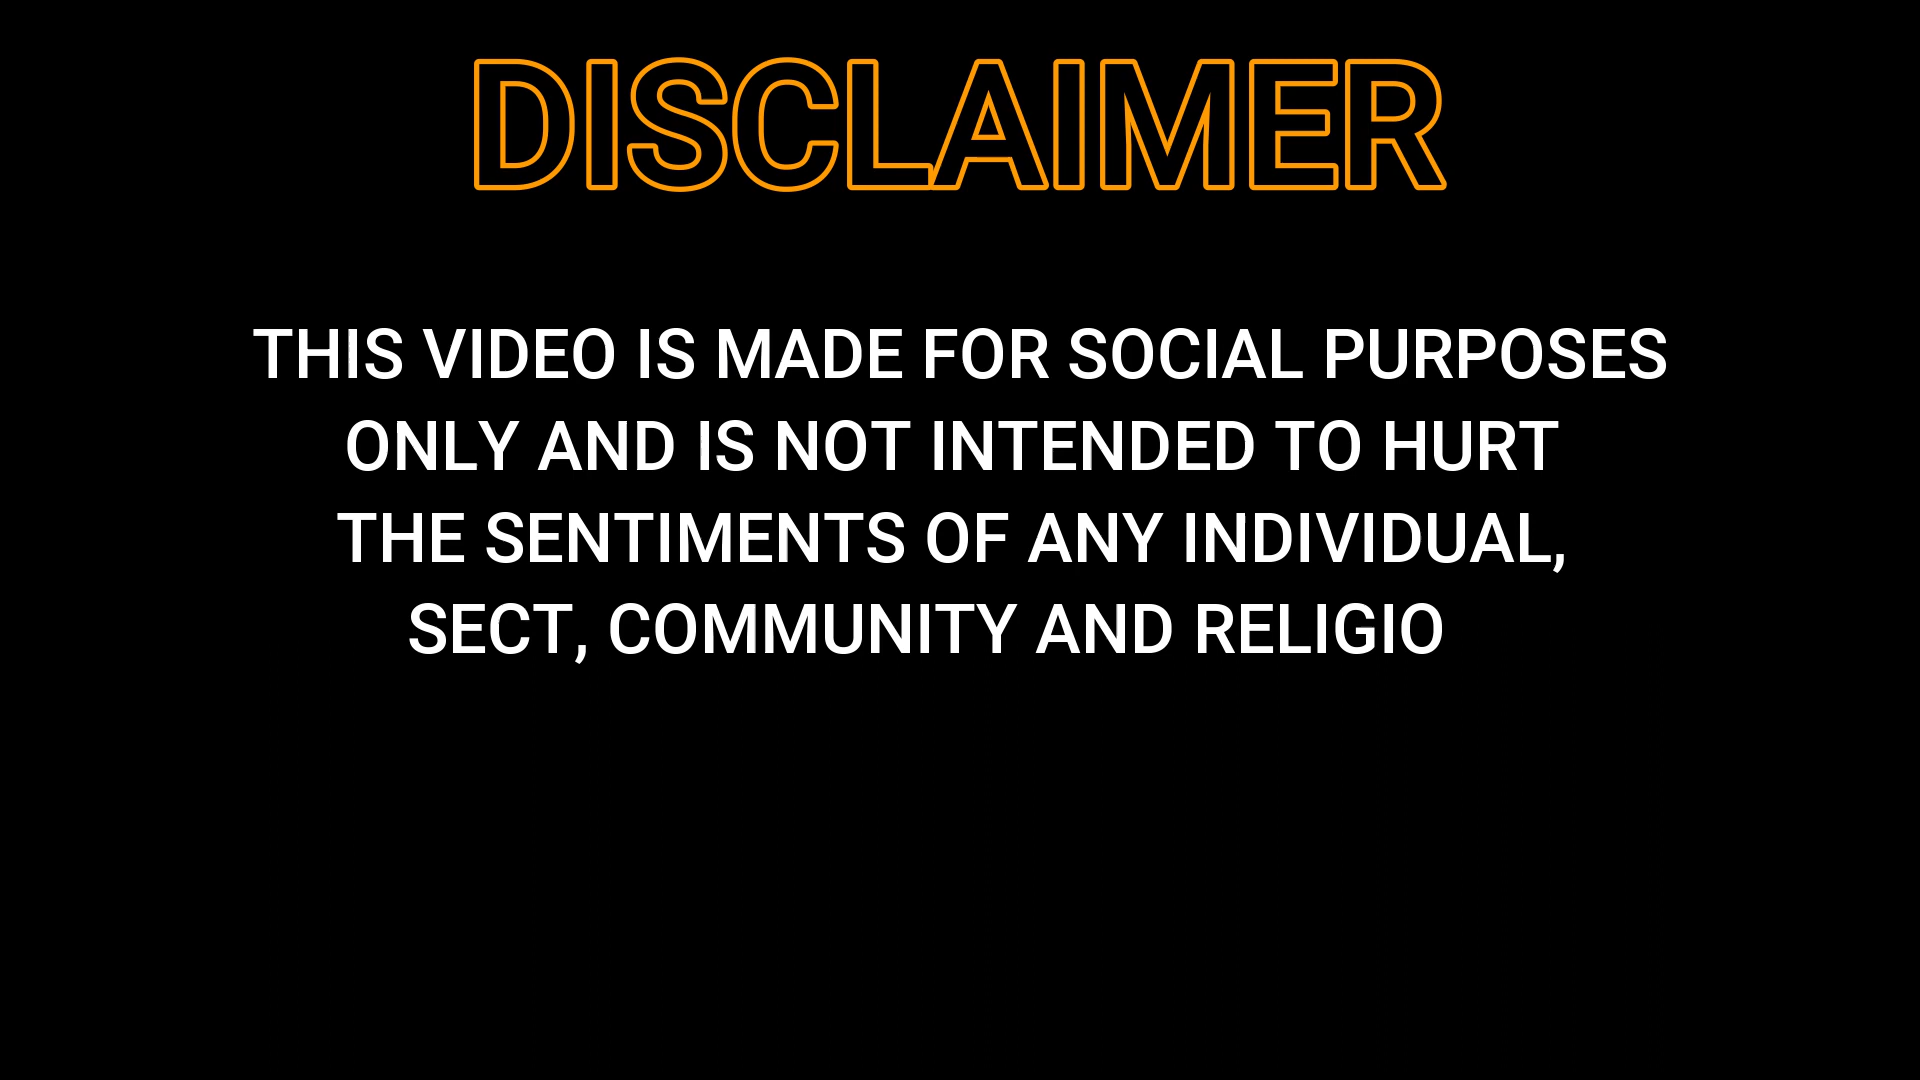 DISCLAIMER
THIS VIDEO IS MADE FOR SOCIAL PURPOSES
ONLY AND IS NOT INTENDED TO HURT
THE SENTIMENTS OF ANY INDIVIDUAL,
SECT, COMMUNITY AND RELIGIO